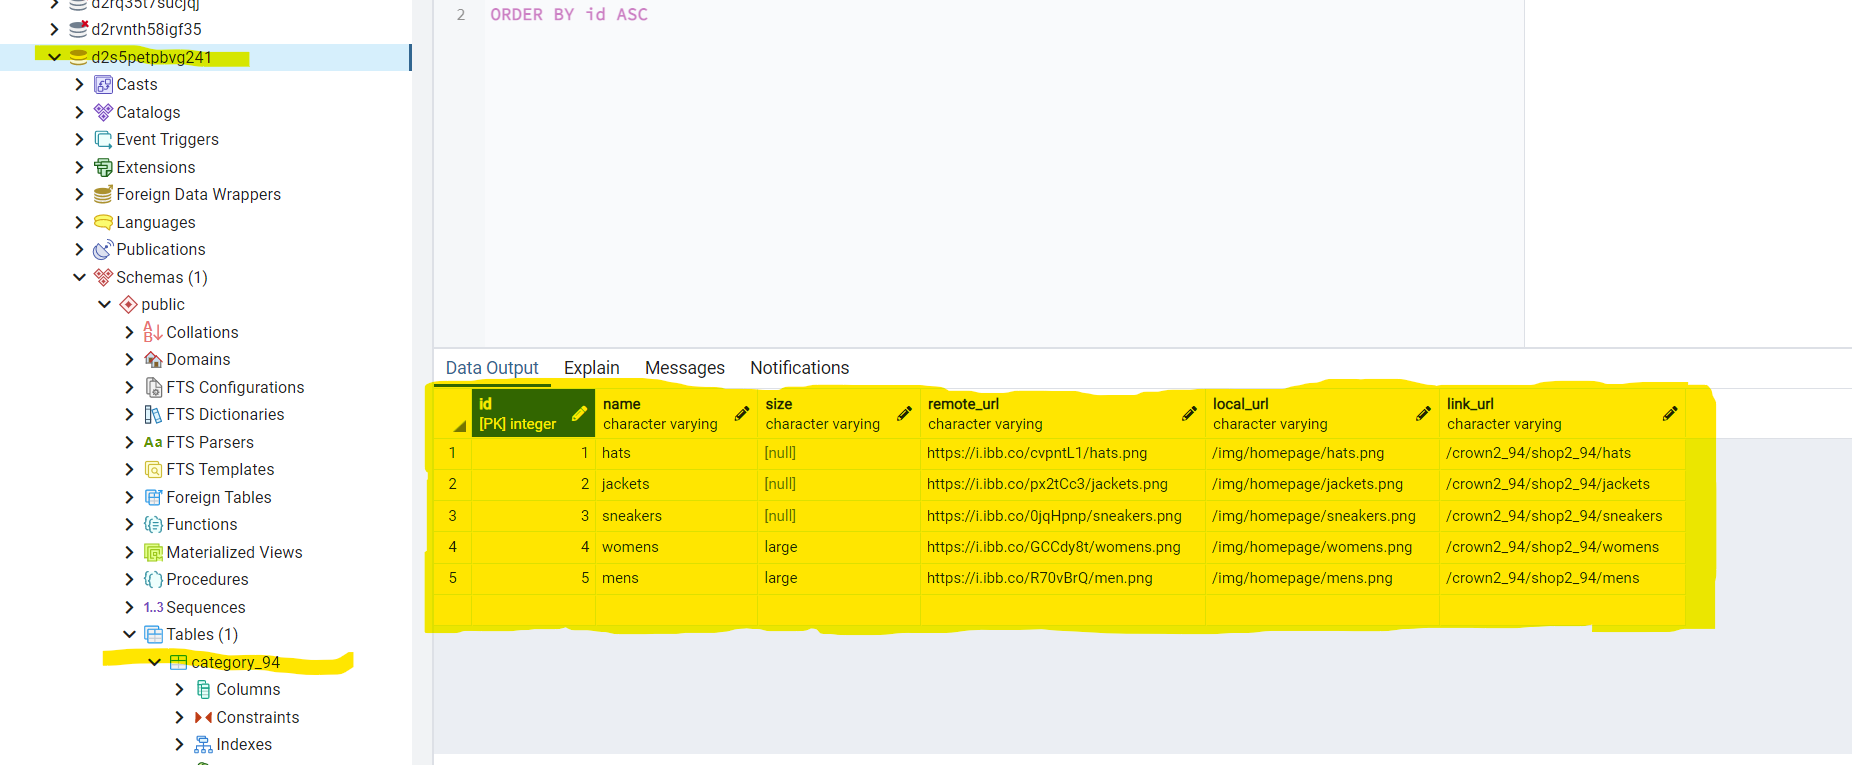 d2rq35t7sucjqj
d2rvnth58igf35
d2s5petpbvg241
Casts
Catalogs
Event Triggers
Extensions
Foreign Data Wrappers
Languages
Publications
Schemas (1)
public
Collations
Domains
FTS Configurations
FTS Dictionaries
Aa FTS Parsers
FTS Templates
Foreign Tables
Functions
Materialized Views
Procedures
1..3 Sequences
Tables (1)
category_94
Columns
Constraints
Indexes
2 ORDER BY id ASC
Data Output Explain Messages Notifications
id name size remote_url local_url link_url
[PK] integer character varying character varying character varying character varying character varying
1 1 hats [null] https://i.ibb.co/cvpntL1/hats.png /img/homepage/hats.png /crown2_94/shop2_94/hats
2 2 jackets [null] https://i.ibb.co/px2tCc3/jackets.png /img/homepage/jackets.png /crown2_94/shop2_94/jackets
3 3 sneakers [null] https://i.ibb.co/0jqHpnp/sneakers.png /img/homepage/sneakers.png /crown2_94/shop2_94/sneakers
4 4 womens large https://i.ibb.co/GCCdy8t/womens.png /img/homepage/womens.png /crown2_94/shop2_94/womens
5 5 mens large https://i.ibb.co/R70vBrQ/men.png /img/homepage/mens.png /crown2_94/shop2_94/mens